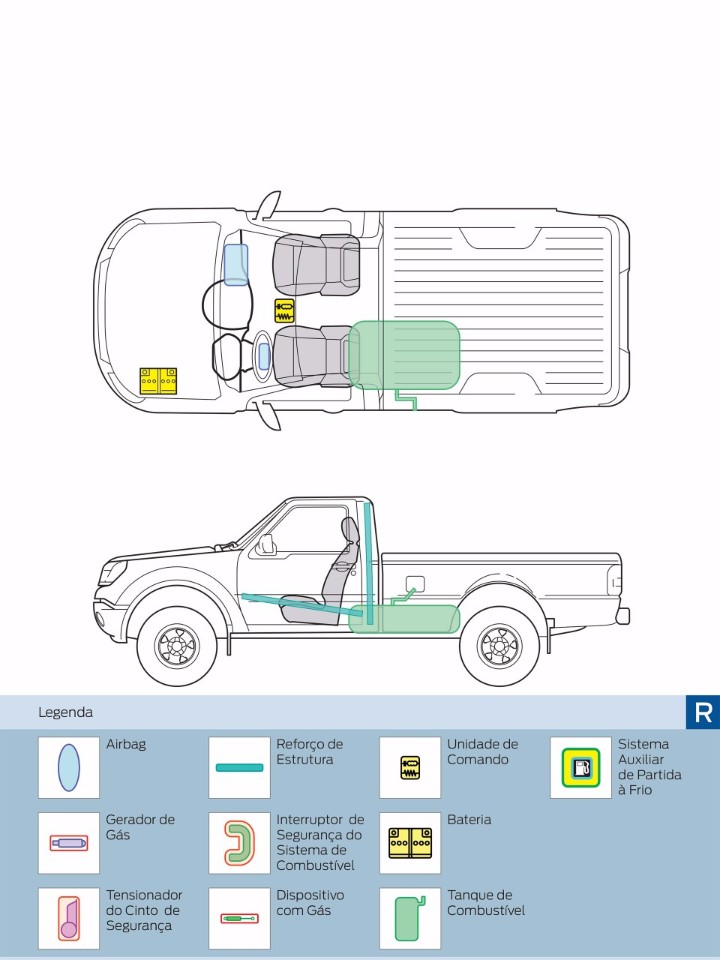 Legenda
R
Airbag
Reforço de
Estrutura
Unidade de
Comando
Sistema
Auxiliar
de Partida
à Frio
Gerador de
Gás
Interruptor de
Segurança do
Sistema de
Combustível
Bateria
Tensionador
do Cinto de
Segurança
Dispositivo
com Gás
Tanque de
Combustível